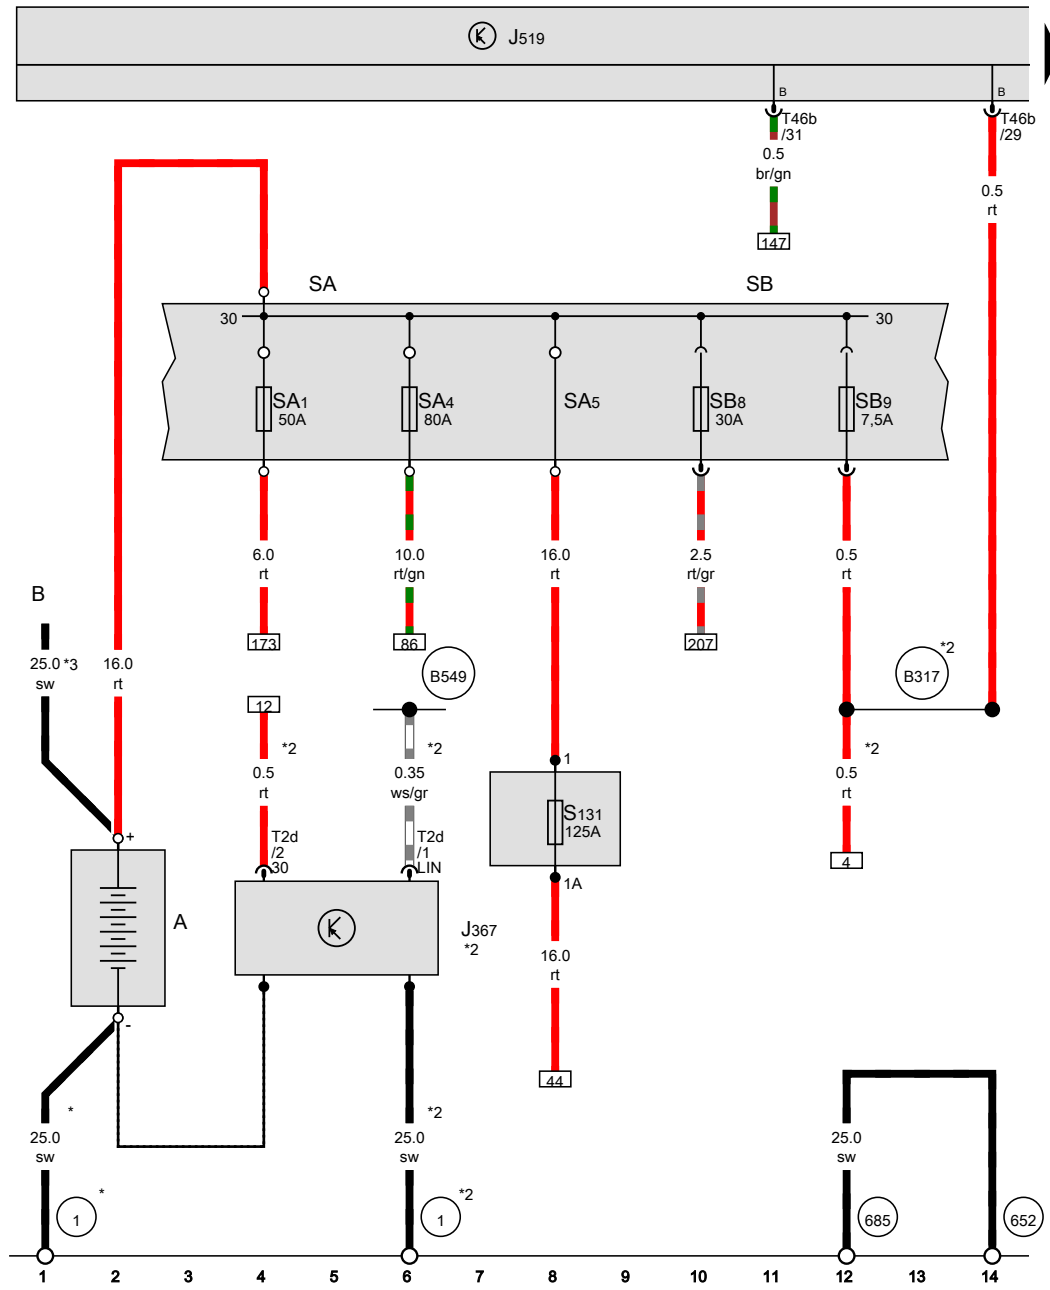 J519
B
B
T46b
/31
T46b
/29
0.5
br/gn
0.5
rt
147
SA
SB
30
30
SA1
50A
SA4
80A
SA5
SB8
30A
SB9
7,5A
6.0
rt
10.0
rt/gn
16.0
rt
2.5
rt/gr
0.5
rt
B
173
86
207
25.0 *3
sw
16.0
rt
B549
*2
B317
12
*2
*2
*2
0.5
rt
0.35
ws/gr
1
0.5
rt
S131
125A
+
T2d
/2
30
T2d
/1
LIN
4
1A
A
J367
*2
16.0
rt
-
44
*
*2
25.0
sw
25.0
sw
25.0
sw
*
1
*2
1
685
652
1 2 3 4 5 6 7 8 9 10 11 12 13 14